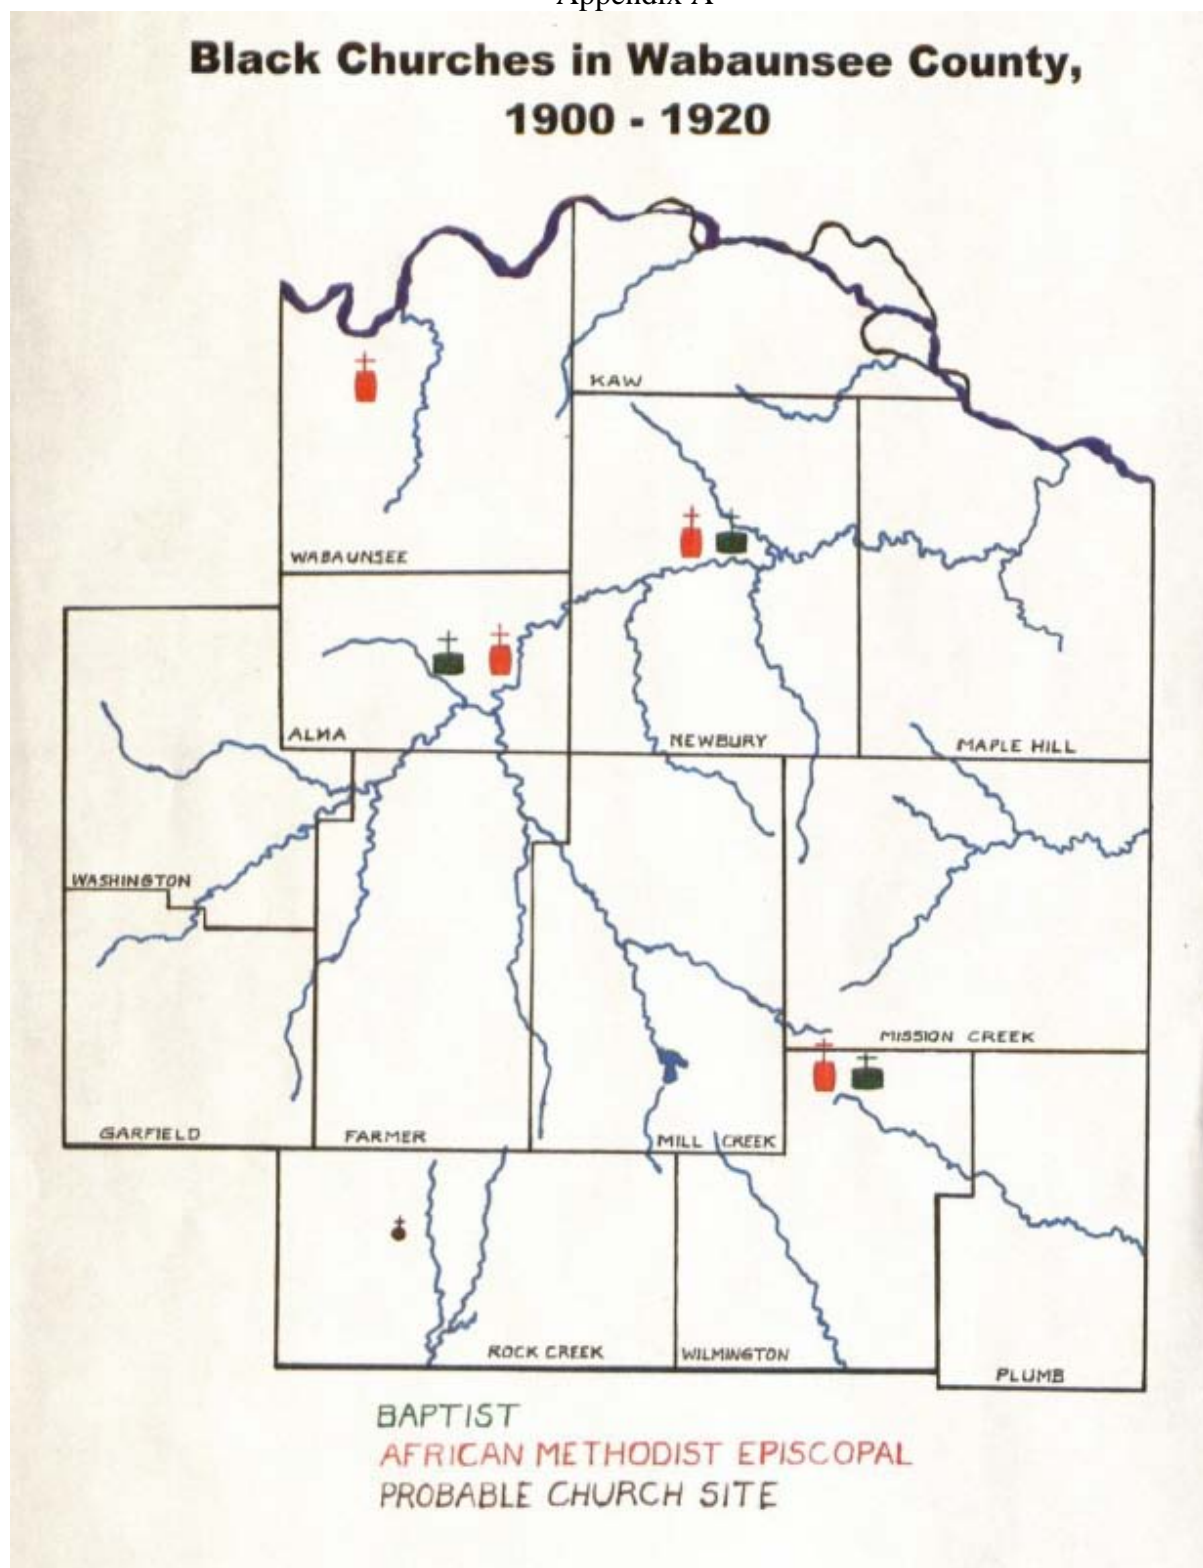 Appendix A
Black Churches in Wabaunsee County,
1900 - 1920
KAW
WABAUNSEE
ALMA
NEWBURY
MAPLE HILL
WASHINGTON
MISSION CREEK
GARFIELD
FARMER
MILL CREEK
ROCK CREEK
WILMINGTON
PLUMB
BAPTIST
AFRICAN METHODIST EPISCOPAL
PROBABLE CHURCH SITE